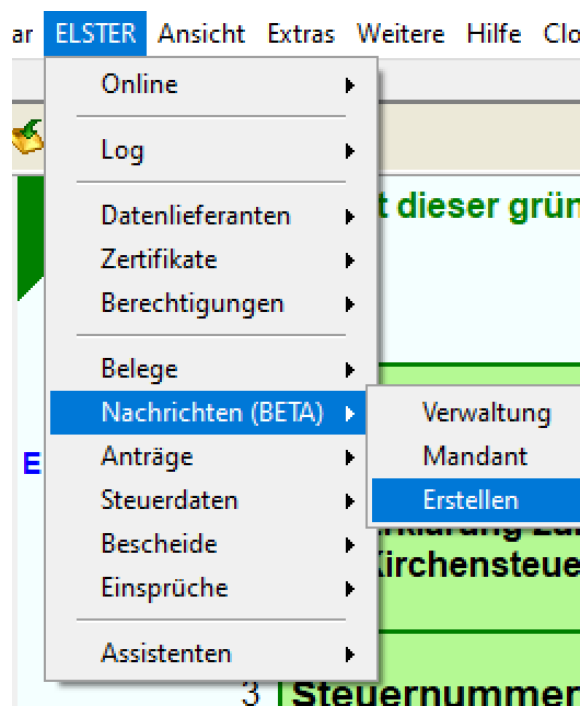 ar ELSTER Ansicht Extras Weitere Hilfe Clo
Online
Log
t dieser grün
Datenlieferanten
Zertifikate
Berechtigungen
Belege
Nachrichten (BETA)
Verwaltung
E
Anträge
Mandant
Steuerdaten
Erstellen
Bescheide
Kirchensteue
Einsprüche
Assistenten
3 Steuernummer